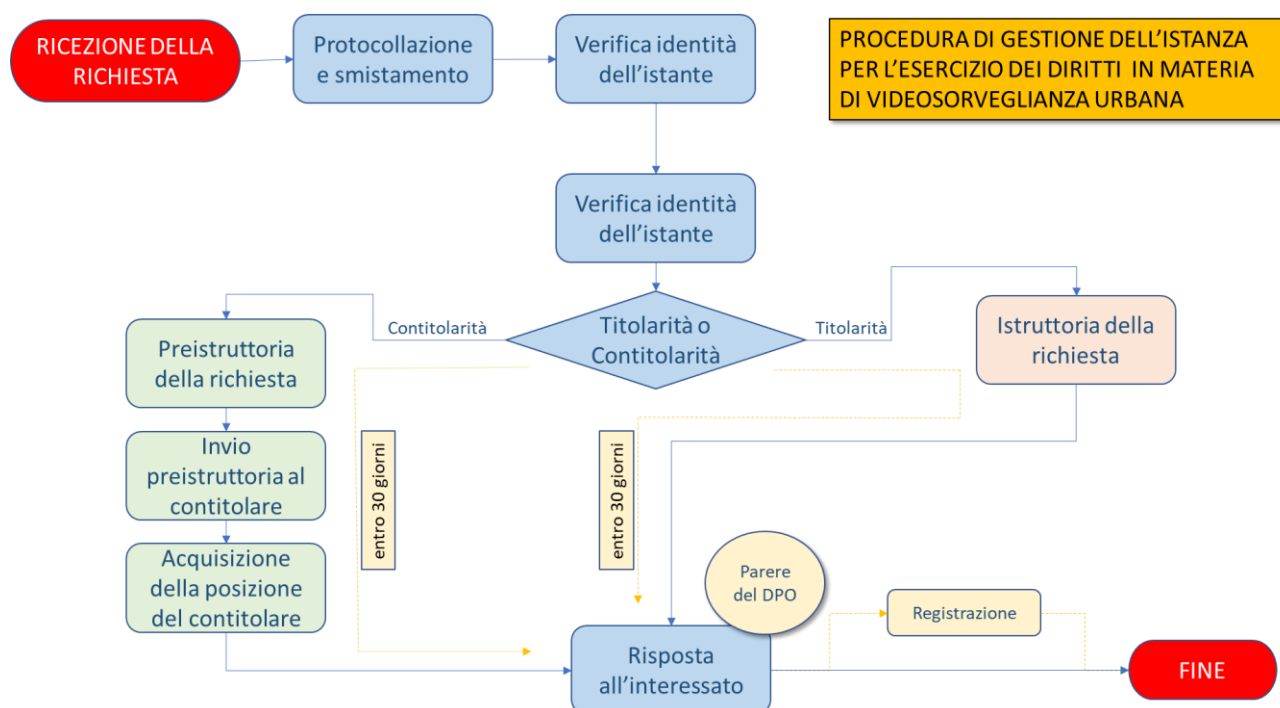 RICEZIONE DELLA
RICHIESTA
Protocollazione
e smistamento
Verifica identità
dell'istante
PROCEDURA DI GESTIONE DELL'ISTANZA
PER L'ESERCIZIO DEI DIRITTI IN MATERIA
DI VIDEOSORVEGLIANZA URBANA
Verifica identità
dell'istante
Contitolarità
Titolarità o
Contitolarità
Titolarità
Preistruttoria
della richiesta
Istruttoria della
richiesta
Invio
preistruttoria al
contitolare
entro 30 giorni
entro 30 giorni
Acquisizione
della posizione
del contitolare
Parere
del DPO
Registrazione
Risposta
all'interessato
FINE